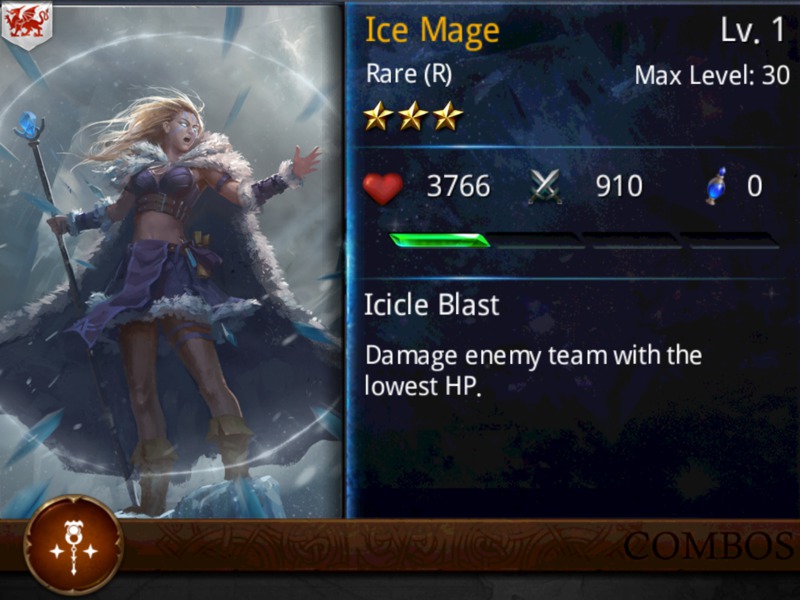 Ice Mage
Lv. 1
Rare (R)
Max Level: 30
3766
910
0
Icicle Blast
Damage enemy team with the
lowest HP.
COMBOS